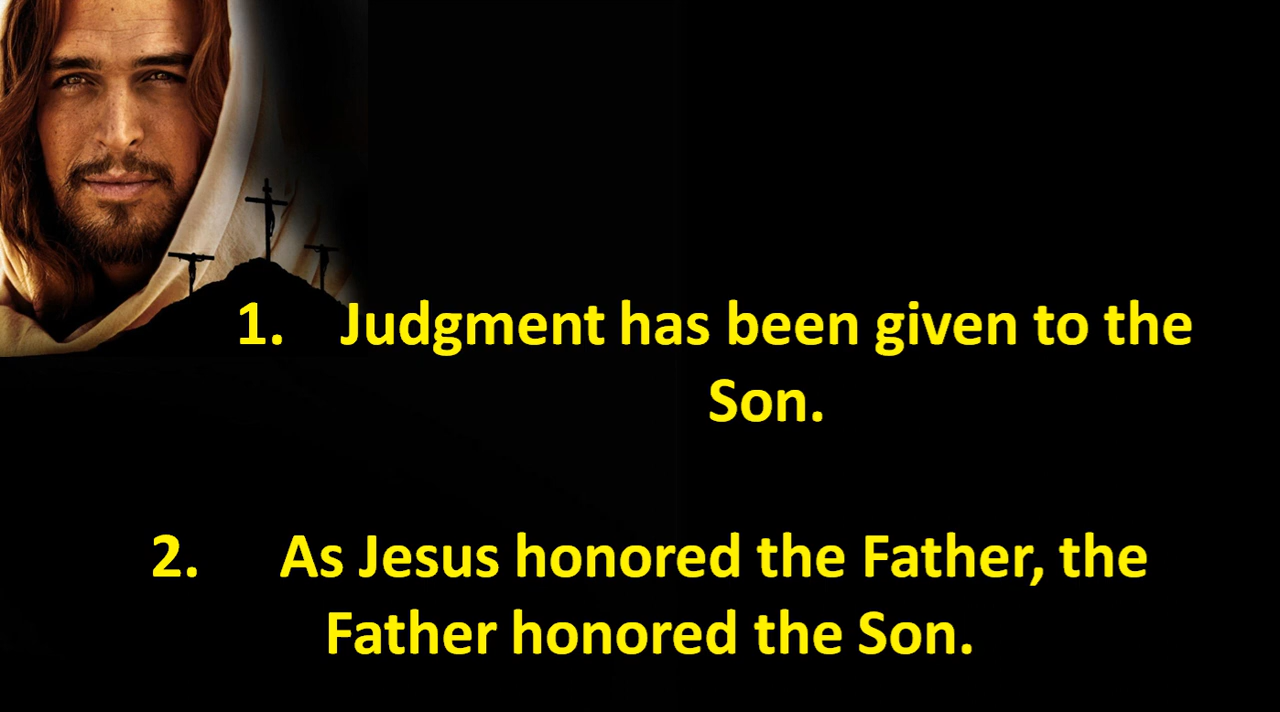 1. Judgment has been given to the
Son.
2. As Jesus honored the Father, the
Father honored the Son.